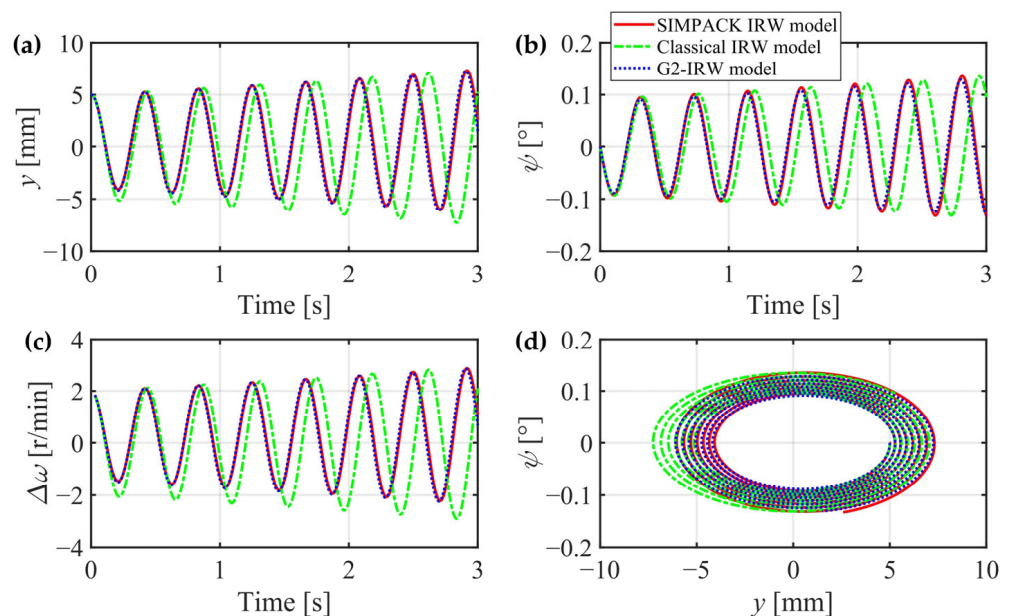 SIMPACK IRW model
Classical IRW model
G2-IRW model
(a)
y [mm]
10
5
0
−5
−10
0
1
2
3
Time [s]
(b)
ψ [°]
0.2
0.1
0
−0.1
−0.2
0
1
2
3
Time [s]
(c)
Δω [r/min]
4
2
0
−2
−4
0
1
2
3
Time [s]
(d)
ψ [°]
0.2
0.1
0
−0.1
−0.2
−10
−5
0
5
10
y [mm]